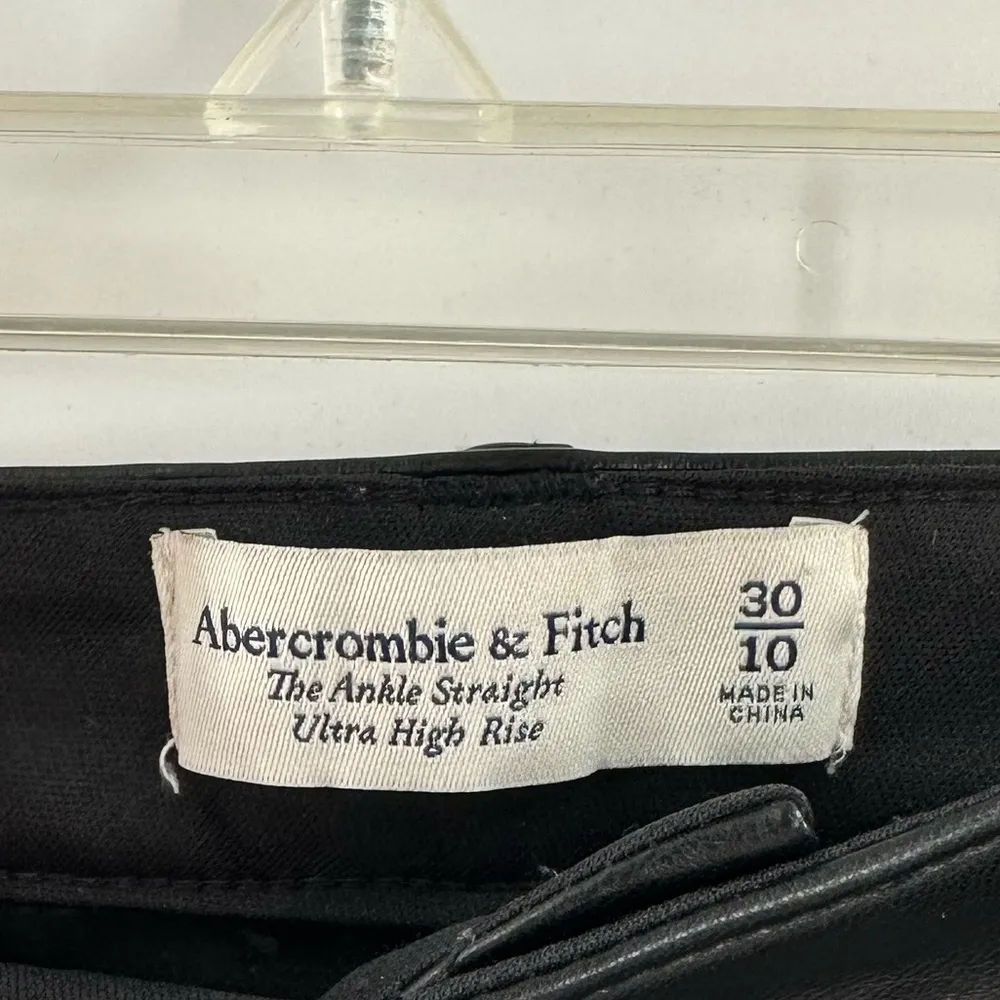 Abercrombie & Fitch
The Ankle Straight
Ultra High Rise
30
10
MADE IN
CHINA